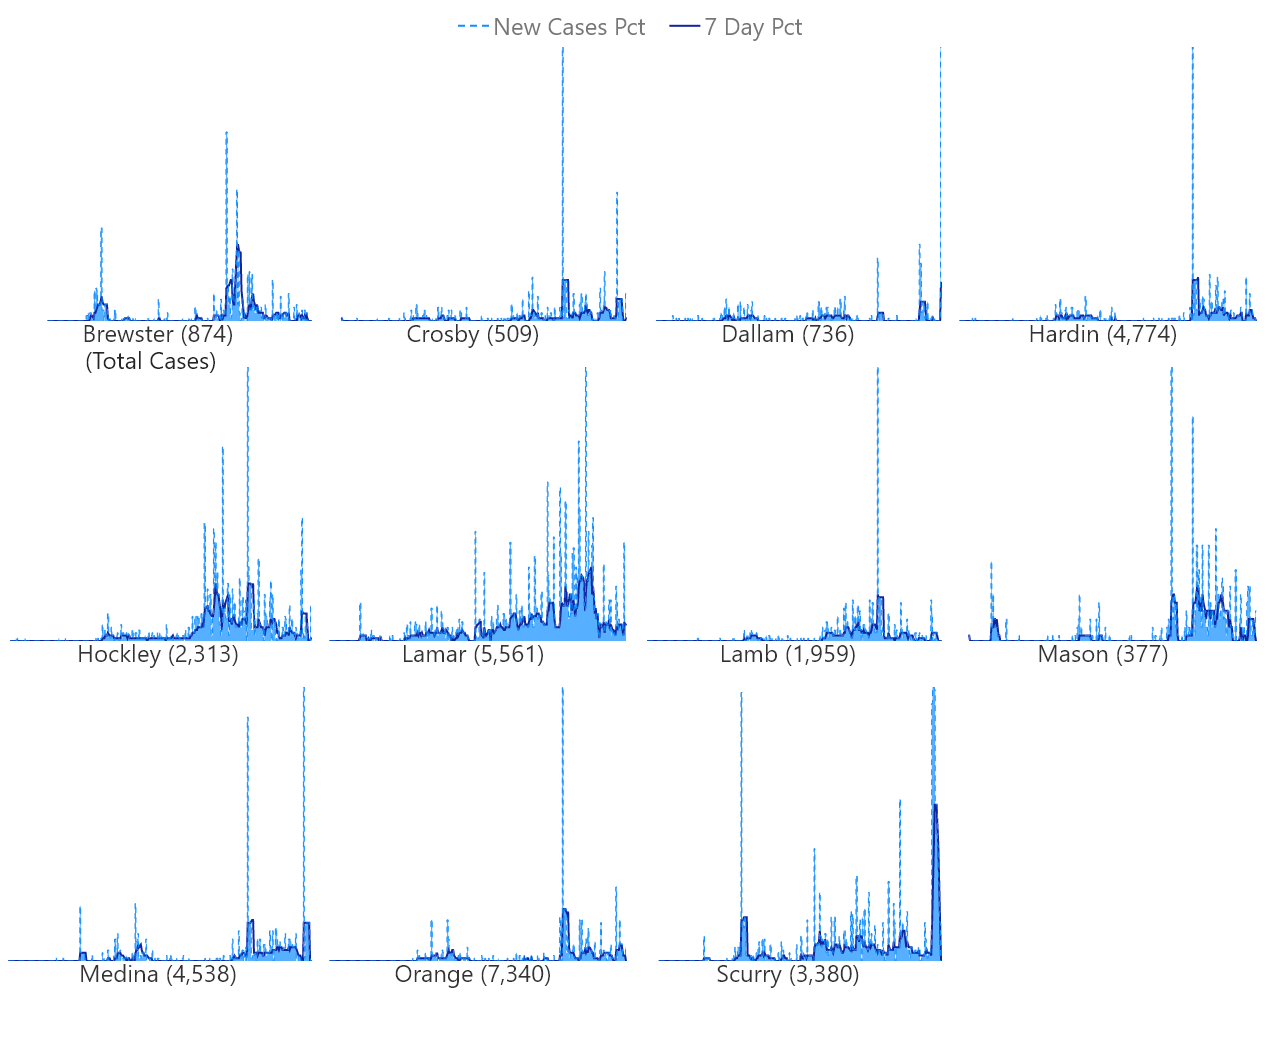 New Cases Pct 7 Day Pct
Brewster (874) Crosby (509) Dallam (736) Hardin (4,774)
(Total Cases)
Hockley (2,313) Lamar (5,561) Lamb (1,959) Mason (377)
Medina (4,538) Orange (7,340) Scurry (3,380)